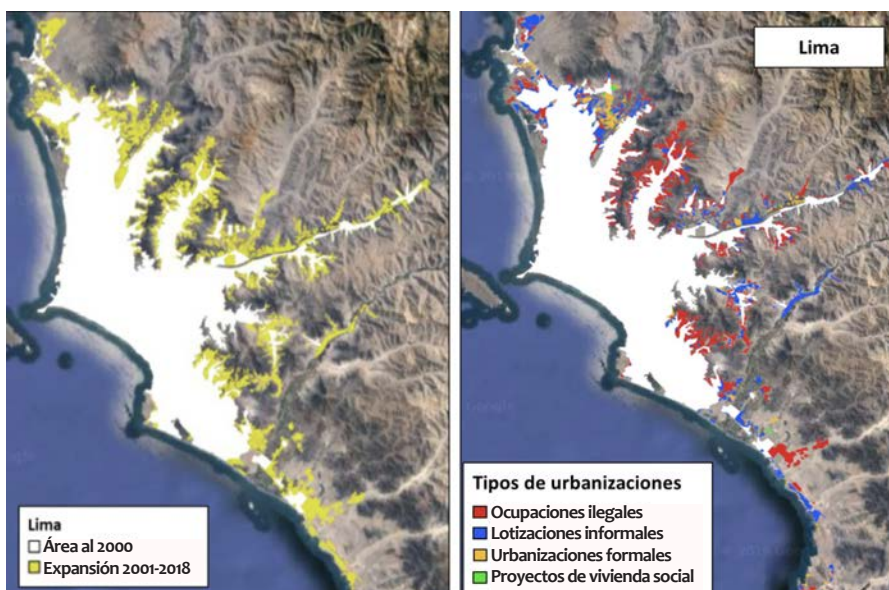 Lima
Área al 2000
Expansión 2001-2018
Lima
Tipos de urbanizaciones
Ocupaciones ilegales
Lotizaciones informales
Urbanizaciones formales
Proyectos de vivienda social